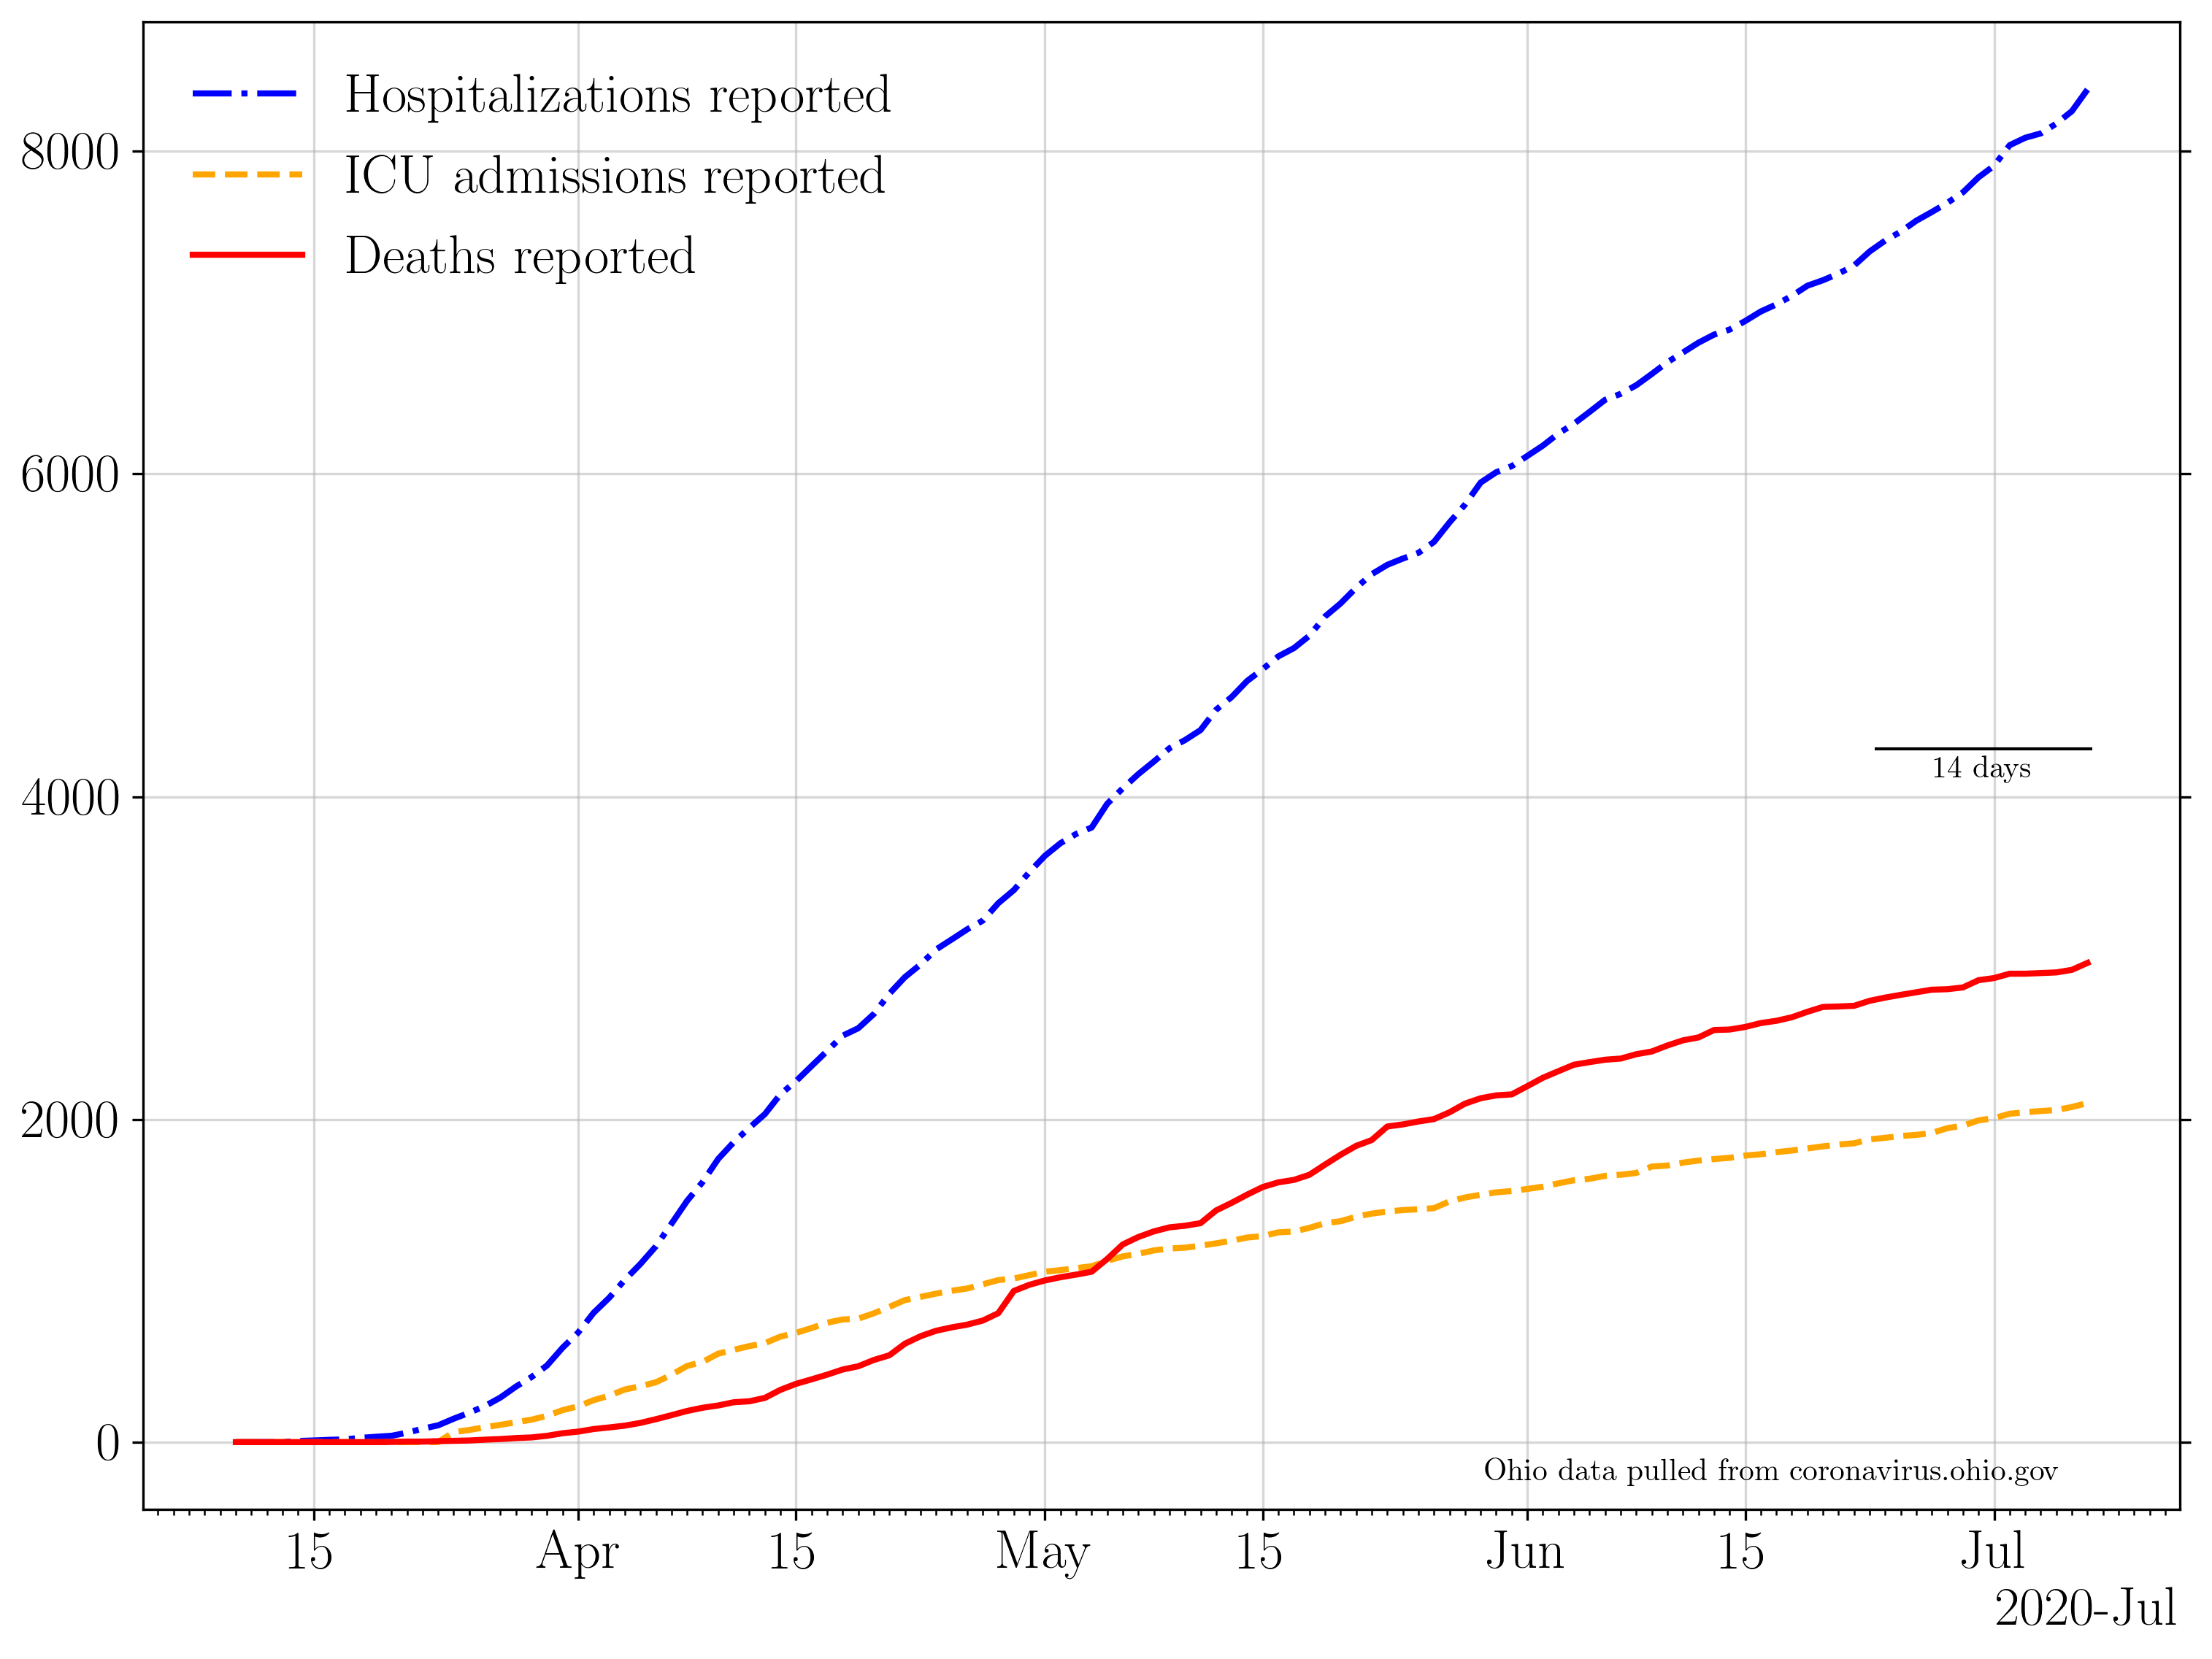 Hospitalizations reported
ICU admissions reported
Deaths reported
8000
6000
4000
2000
0
14 days
Ohio data pulled from coronavirus.ohio.gov
15 Apr 15 May 15 Jun 15 Jul
2020-Jul